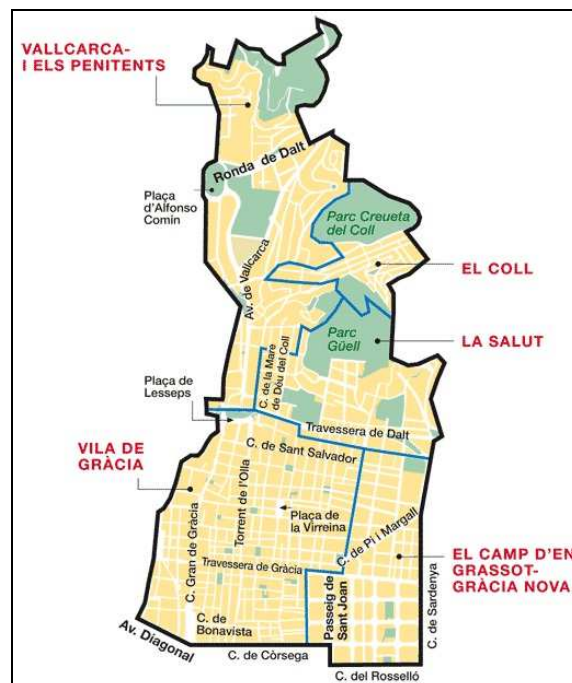 VALLCARCA-
I ELS PENITENTS
Ronda de Dalt
Plaça
d'Alfonso
Comín
Parc Creueta
del Coll
EL COLL
Av. de Vallcarca
LA SALUT
Parc
Güell
C. de la Mare
de Déu del Coll
Plaça de
Lesseps
Travessera de Dalt
C. de Sant Salvador
VILA DE
GRÀCIA
Torrent de l'Olla
Plaça de
la Virreina
C. de Pi i Margall
C. Gran de Gràcia
Travessera de Gràcia
EL CAMP D'EN
GRASSOT-
GRÀCIA NOVA
Passeig de
Sant Joan
C. de Sardenya
C. de
Bonavista
Av. Diagonal
C. de Còrsega
C. del Rosselló